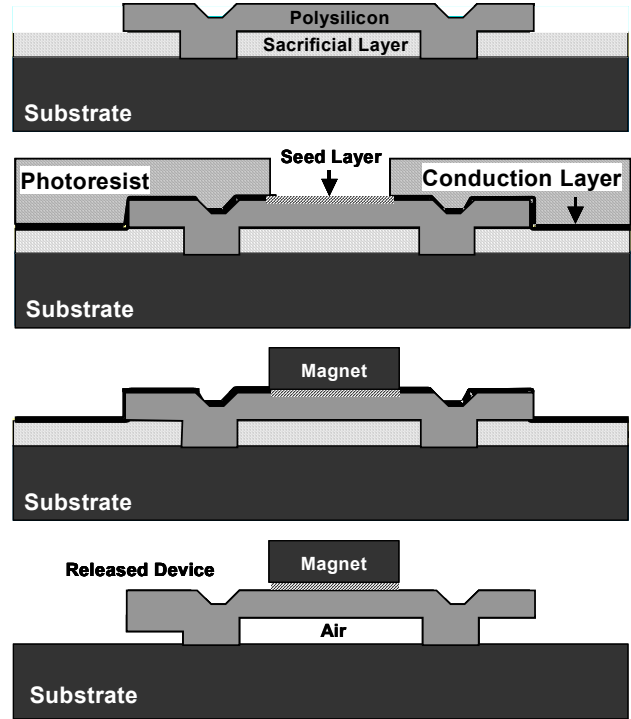 Polysilicon
Sacrificial Layer
Substrate
Seed Layer
Photoresist
Conduction Layer
Substrate
Magnet
Substrate
Magnet
Released Device
Air
Substrate